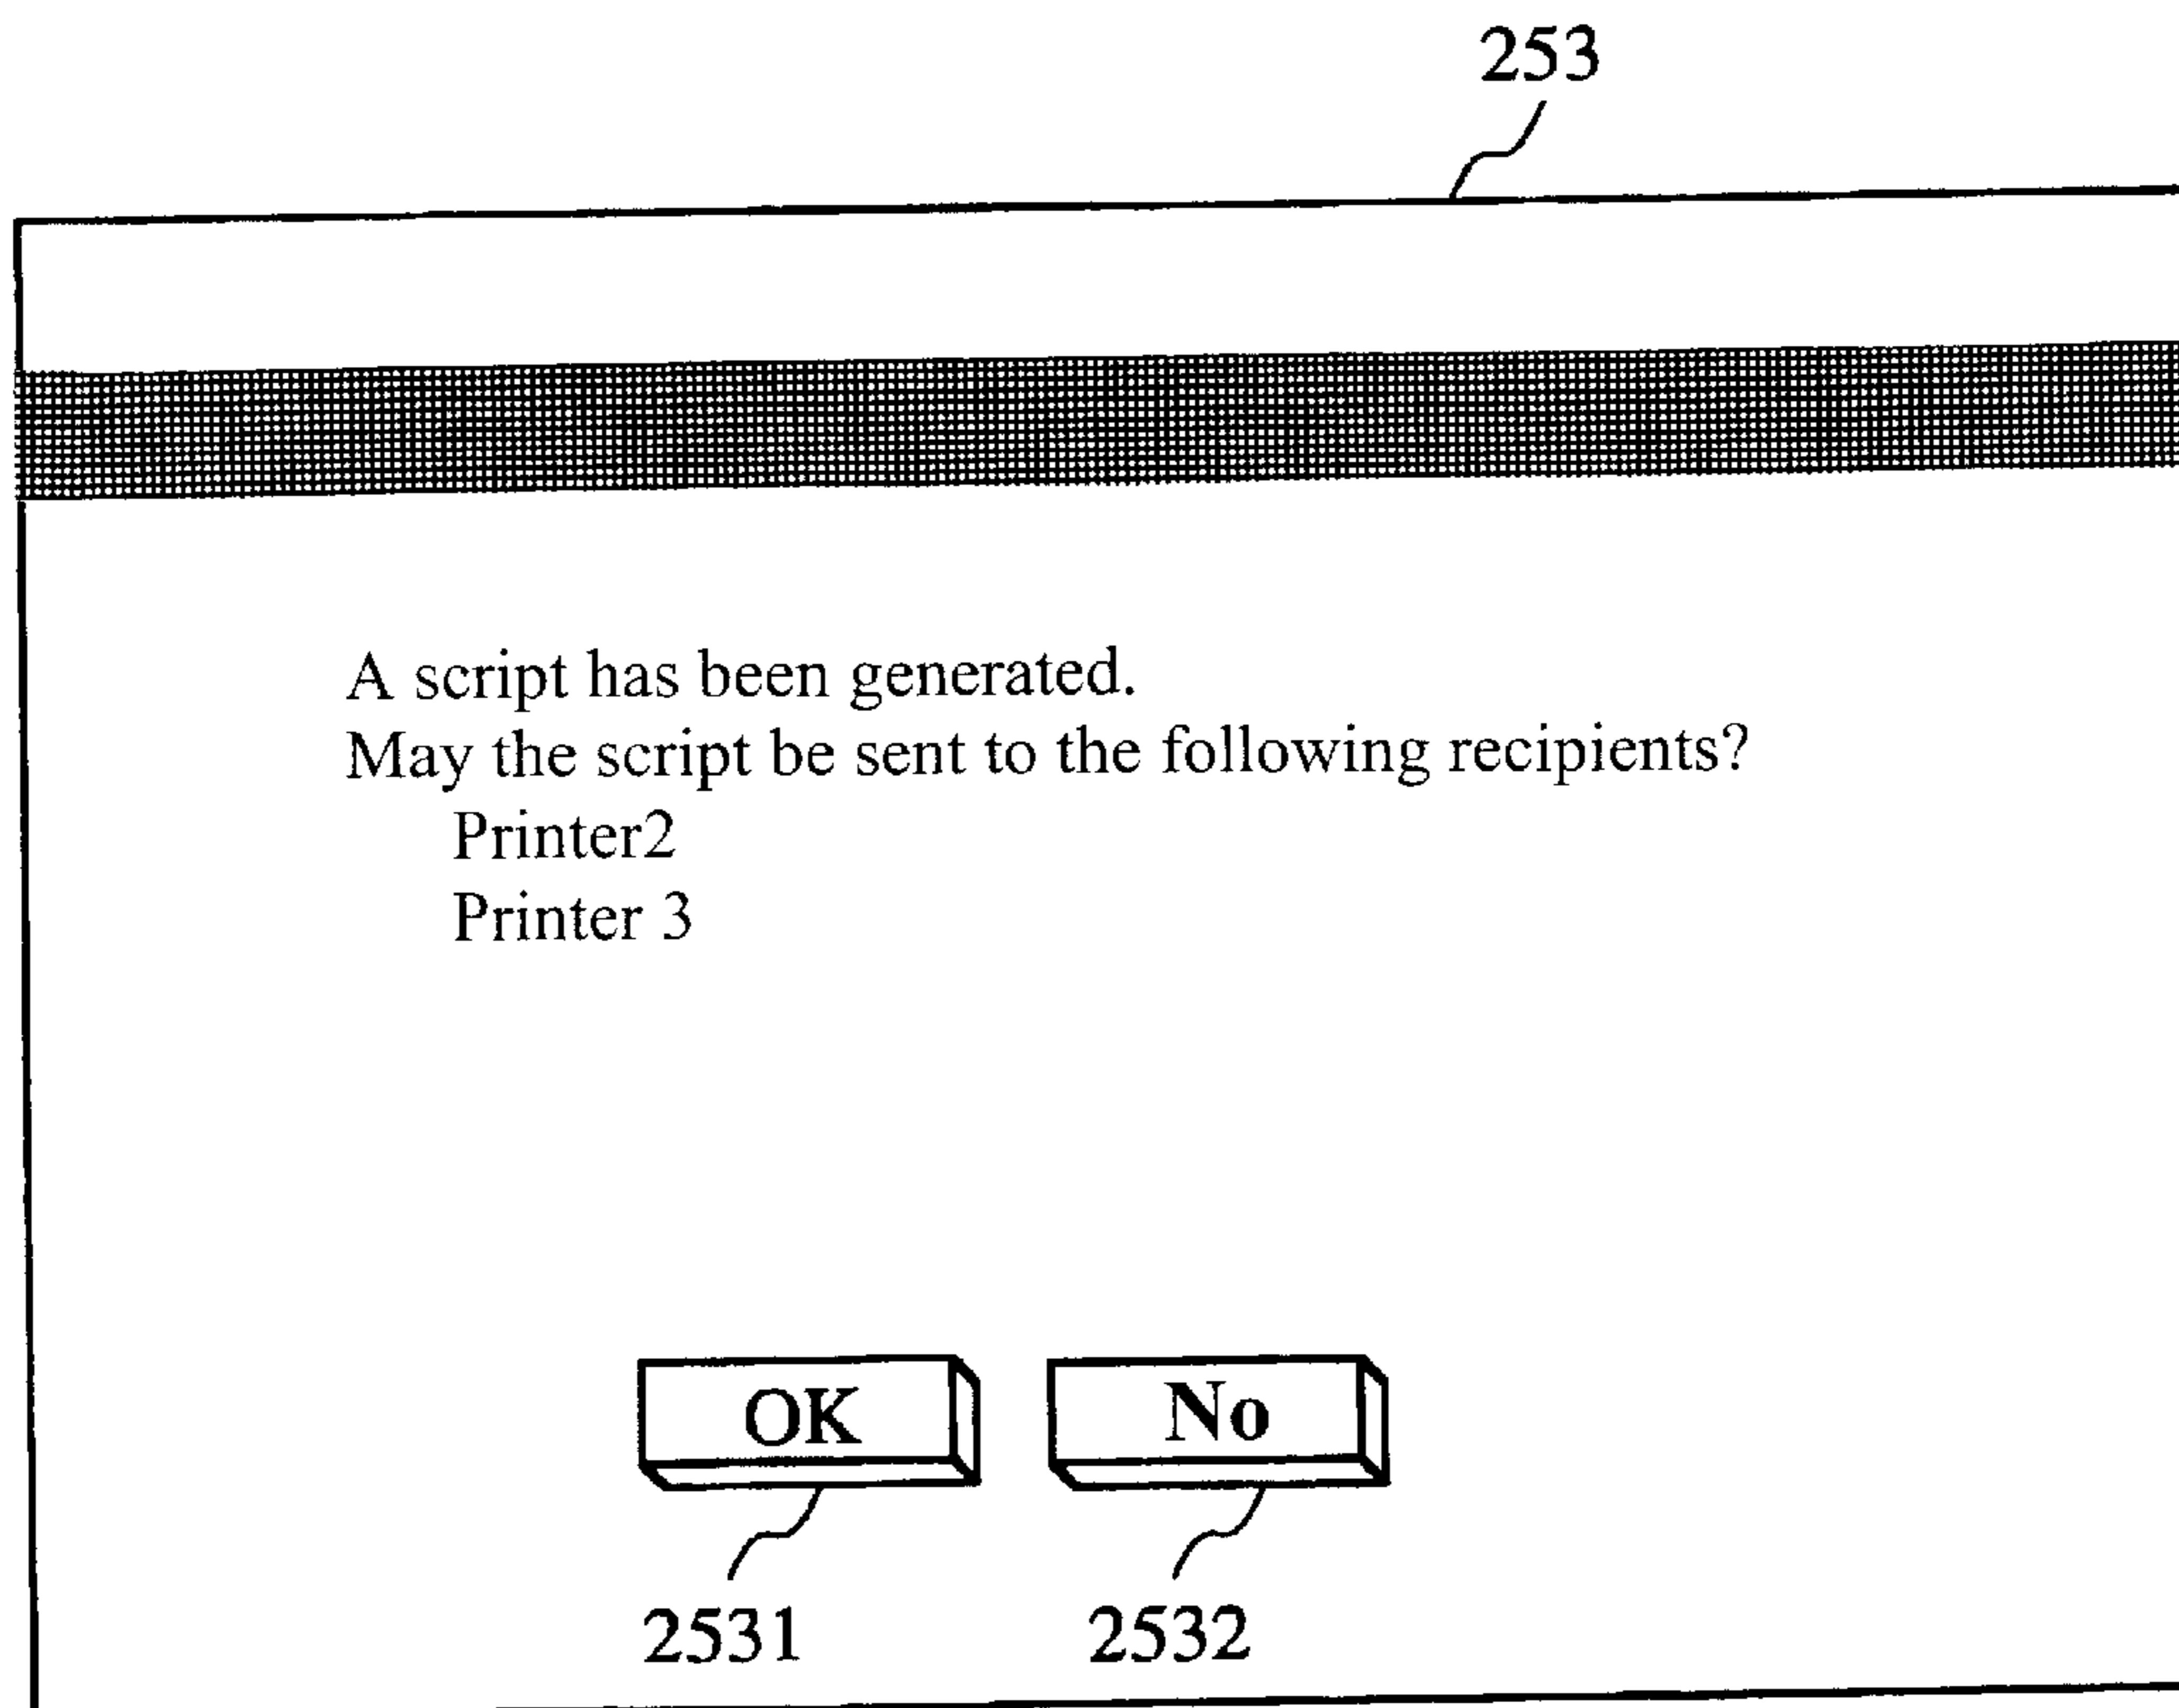 253
A script has been generated.
May the script be sent to the following recipients?
Printer2
Printer 3
OK No
2531 2532